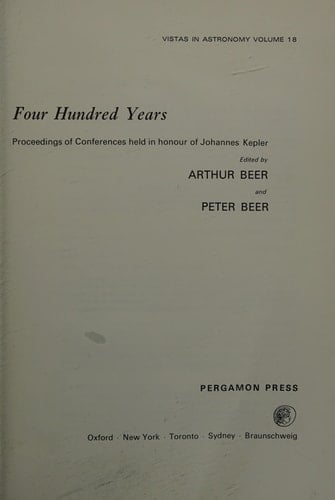 VISTAS IN ASTRONOMY VOLUME 18
Four Hundred Years
Proceedings of Conferences held in honour of Johannes Kepler
Edited by
ARTHUR BEER
and
PETER BEER
PERGAMON PRESS
Oxford · New York · Toronto · Sydney · Braunschweig